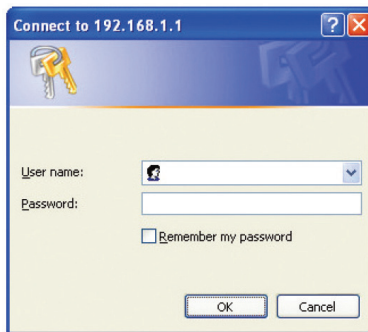 Connect to 192.168.1.1
User name:
Password:
Remember my password
OK
Cancel